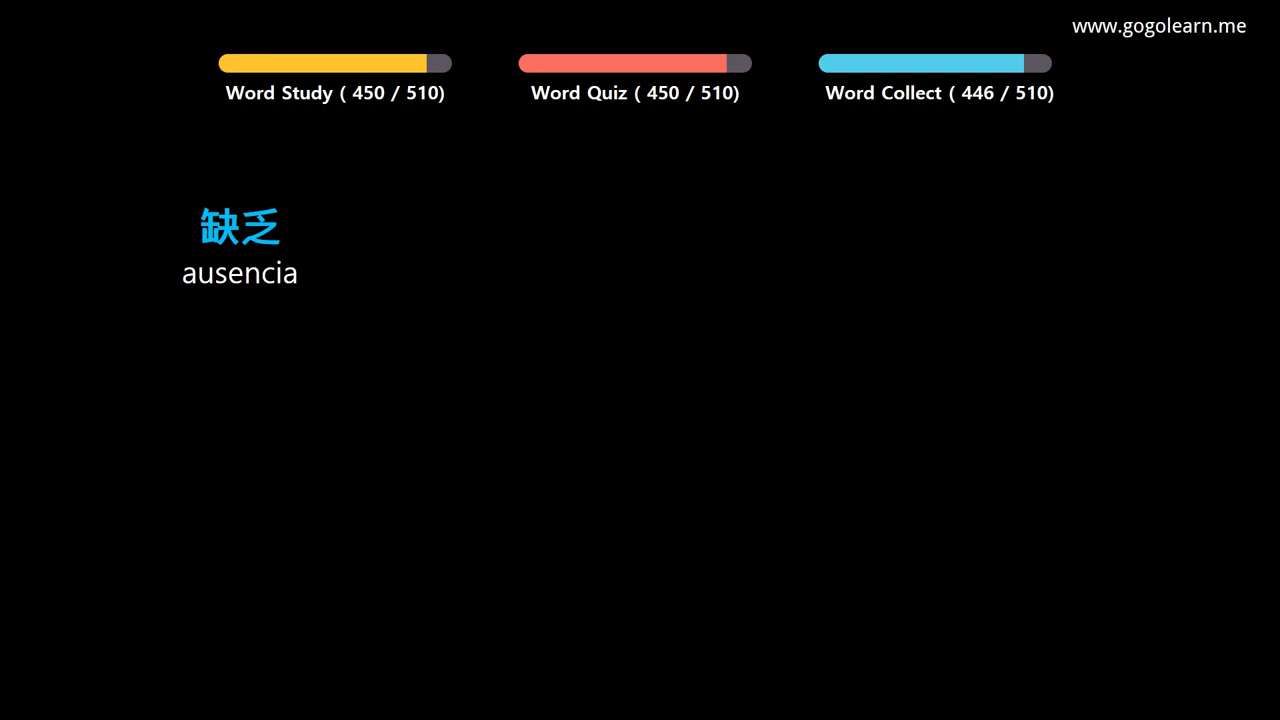 www.gogolearn.me
Word Study ( 450 / 510)
Word Quiz ( 450 / 510)
Word Collect ( 446 / 510)
缺乏
ausencia